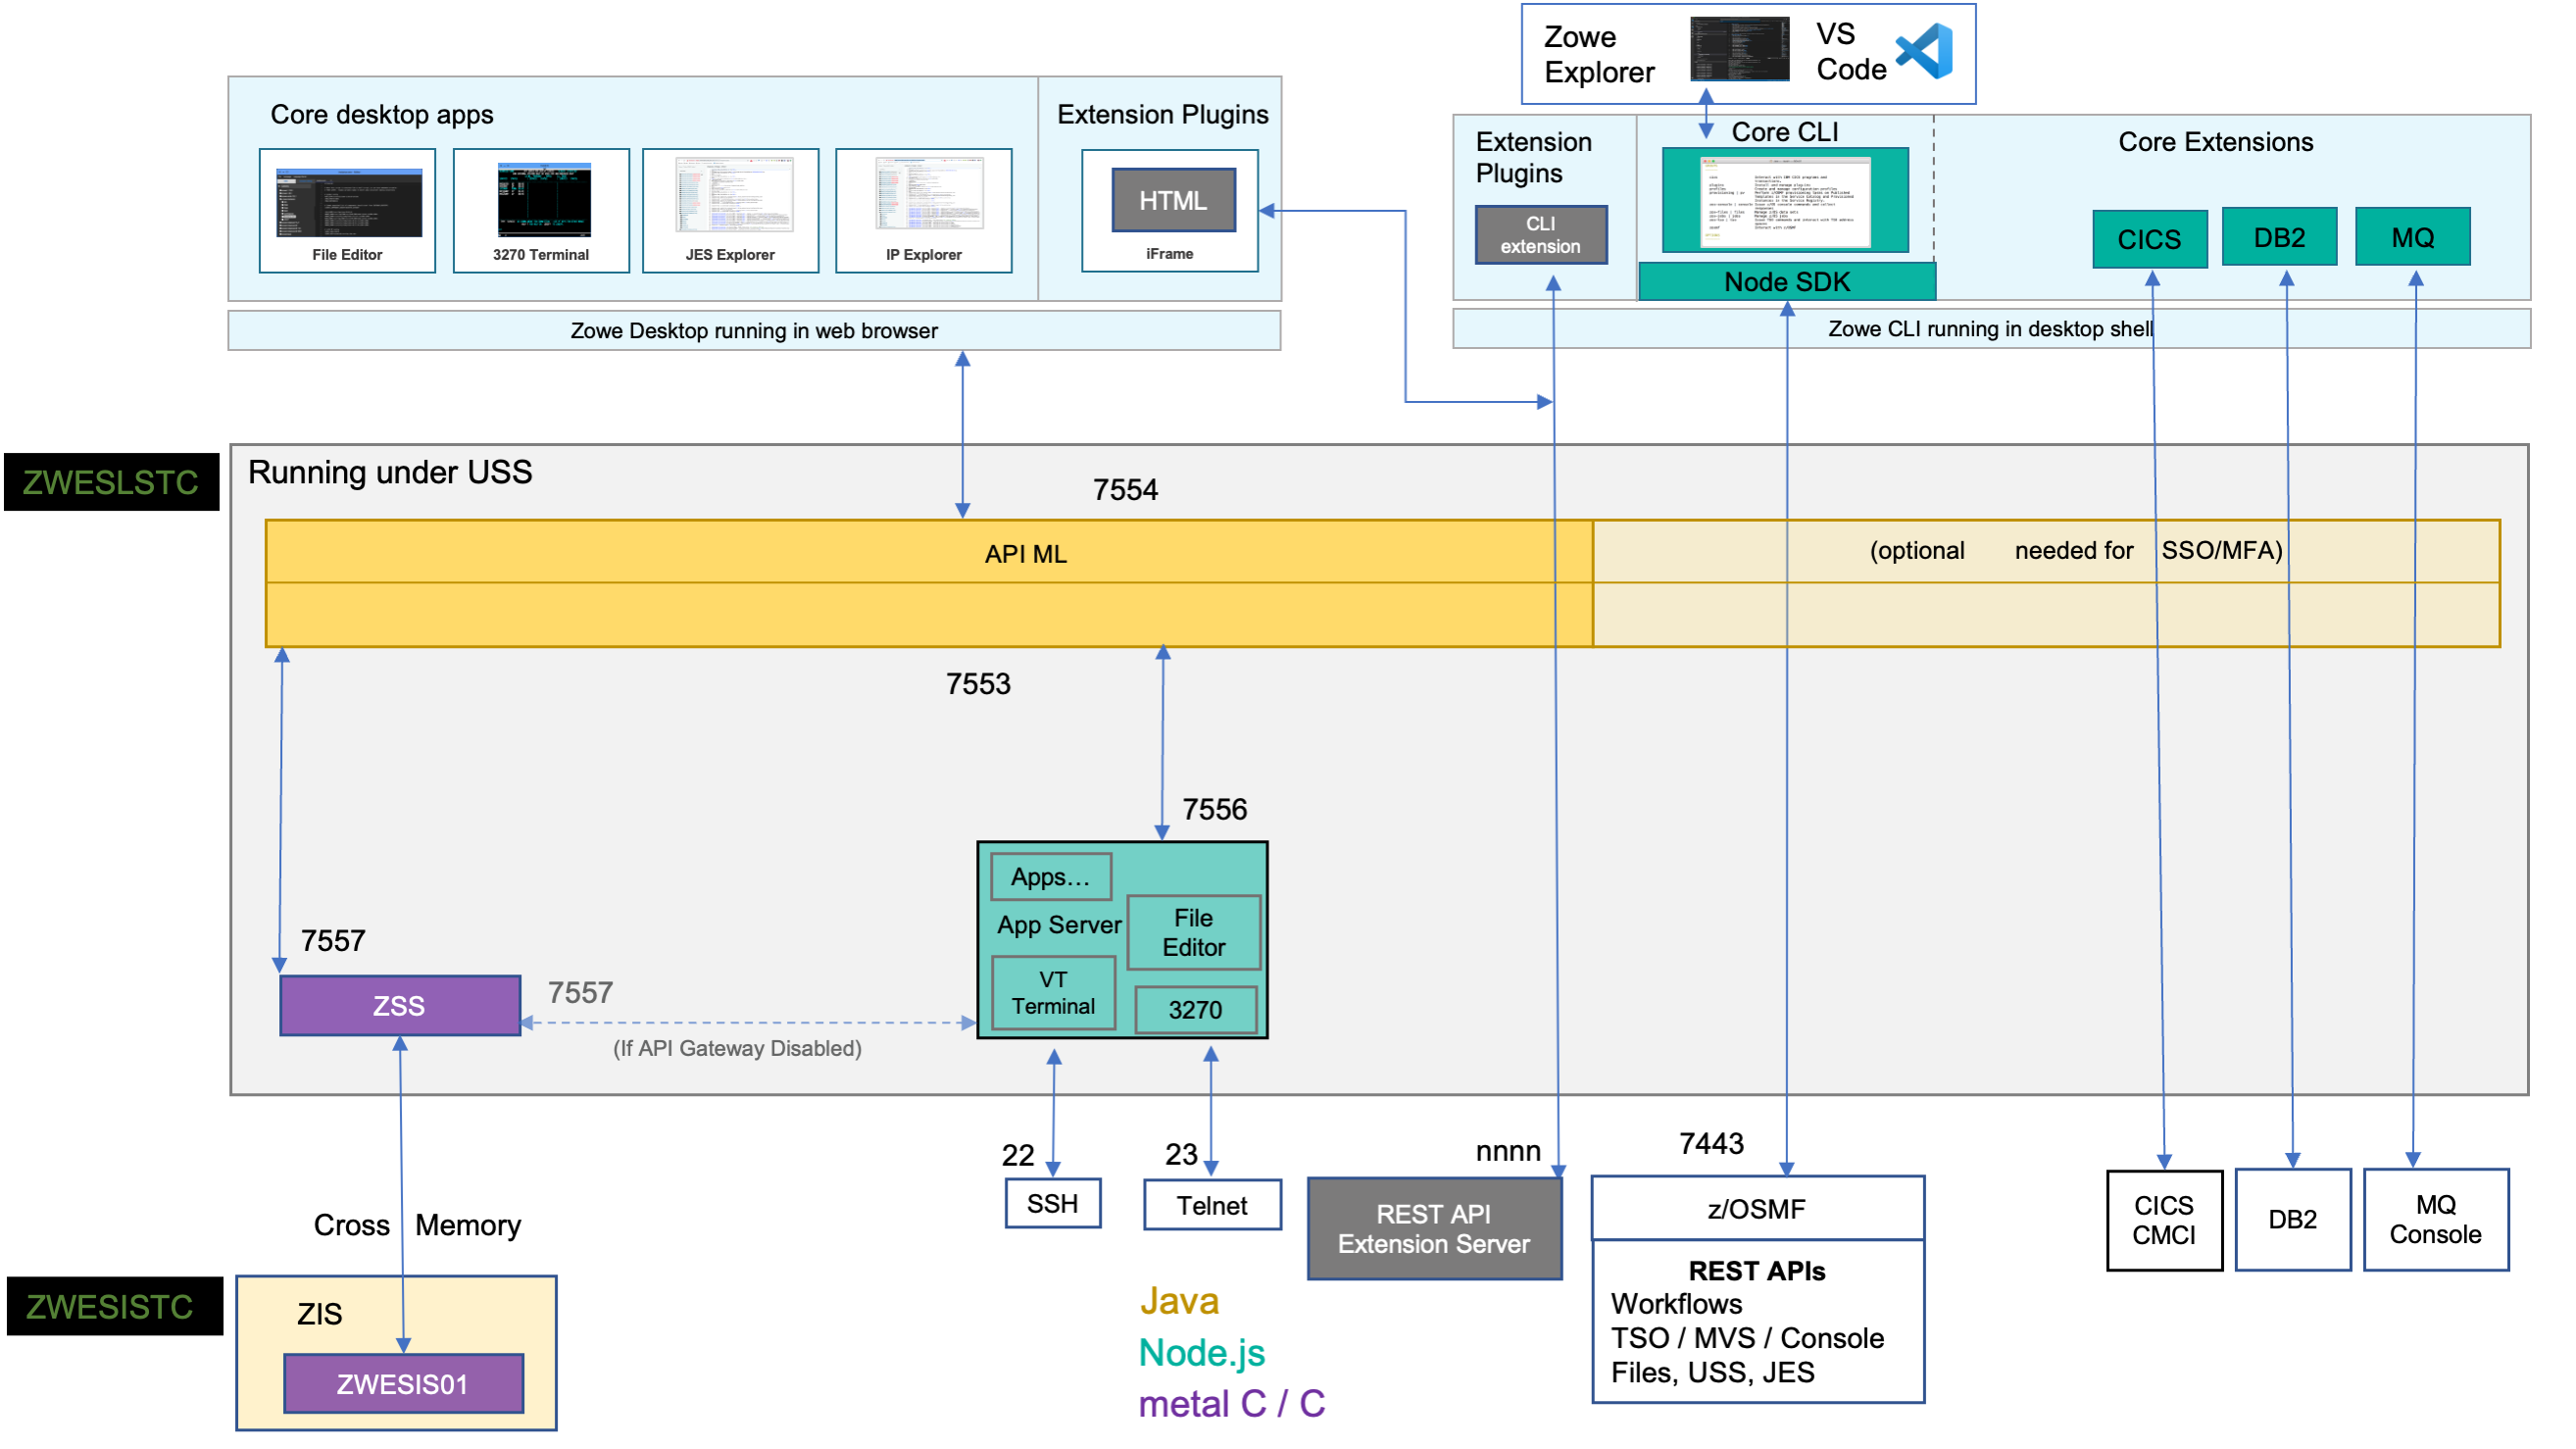 Zowe
Explorer
VS
Code
Core desktop apps
Extension Plugins
File Editor
3270 Terminal
JES Explorer
IP Explorer
HTML
iFrame
Zowe Desktop running in web browser
Extension
Plugins
CLI
extension
Core CLI
Node SDK
Core Extensions
CICS
DB2
MQ
Zowe CLI running in desktop shell
ZWESLSTC
Running under USS
7554
API ML
(optional needed for SSO/MFA)
7553
7556
Apps...
App Server
File
Editor
VT
Terminal
3270
7557
ZSS
7557
(If API Gateway Disabled)
22
SSH
23
Telnet
nnnn
REST API
Extension Server
7443
z/OSMF
REST APIs
Workflows
TSO / MVS / Console
Files, USS, JES
CICS
CMCI
DB2
MQ
Console
Cross Memory
ZWESISTC
ZIS
ZWESIS01
Java
Node.js
metal C / C